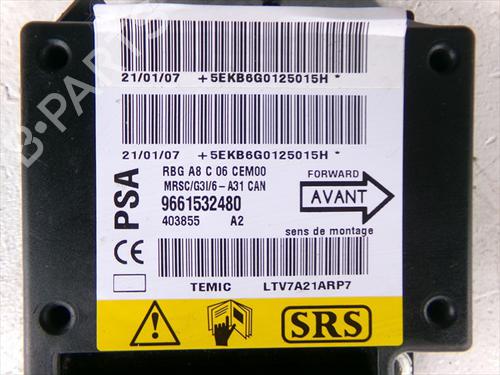 B-PARTS
21/01/07 +5EKB6G0125015H *
21/01/07 +5EKB6G0125015H *
PSA
RBG A8 C 06 CEM00
MRSC/G3I/6- A31 CAN
9661532480
403855 A2
FORWARD
AVANT
sens de montage
CE
TEMIC LTV7A21ARP7
SRS